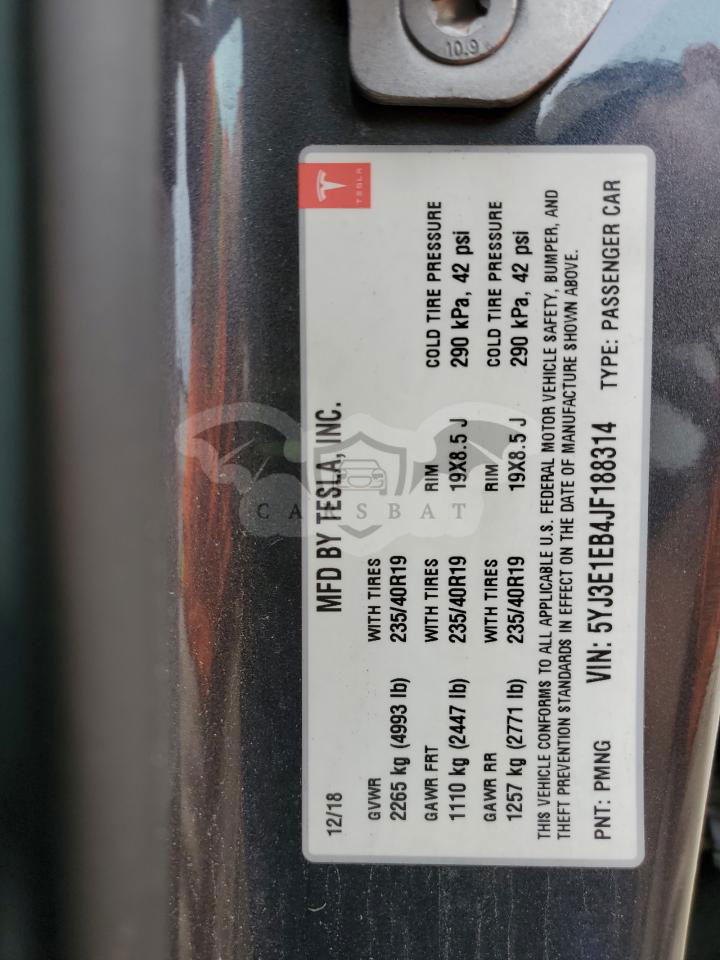 10.9
TESLA
MFD BY TESLA, INC.
12/18
GVWR WITH TIRES
2265 kg (4993 lb) 235/40R19
GAWR FRT WITH TIRES RIM COLD TIRE PRESSURE
1110 kg (2447 lb) 235/40R19 19X8.5 J 290 kPa, 42 psi
GAWR RR WITH TIRES RIM COLD TIRE PRESSURE
1257 kg (2771 lb) 235/40R19 19X8.5 J 290 kPa, 42 psi
THIS VEHICLE CONFORMS TO ALL APPLICABLE U.S. FEDERAL MOTOR VEHICLE SAFETY, BUMPER, AND
THEFT PREVENTION STANDARDS IN EFFECT ON THE DATE OF MANUFACTURE SHOWN ABOVE.
PNT: PMNG VIN: 5YJ3E1EB4JF188314 TYPE: PASSENGER CAR
CARSBAT